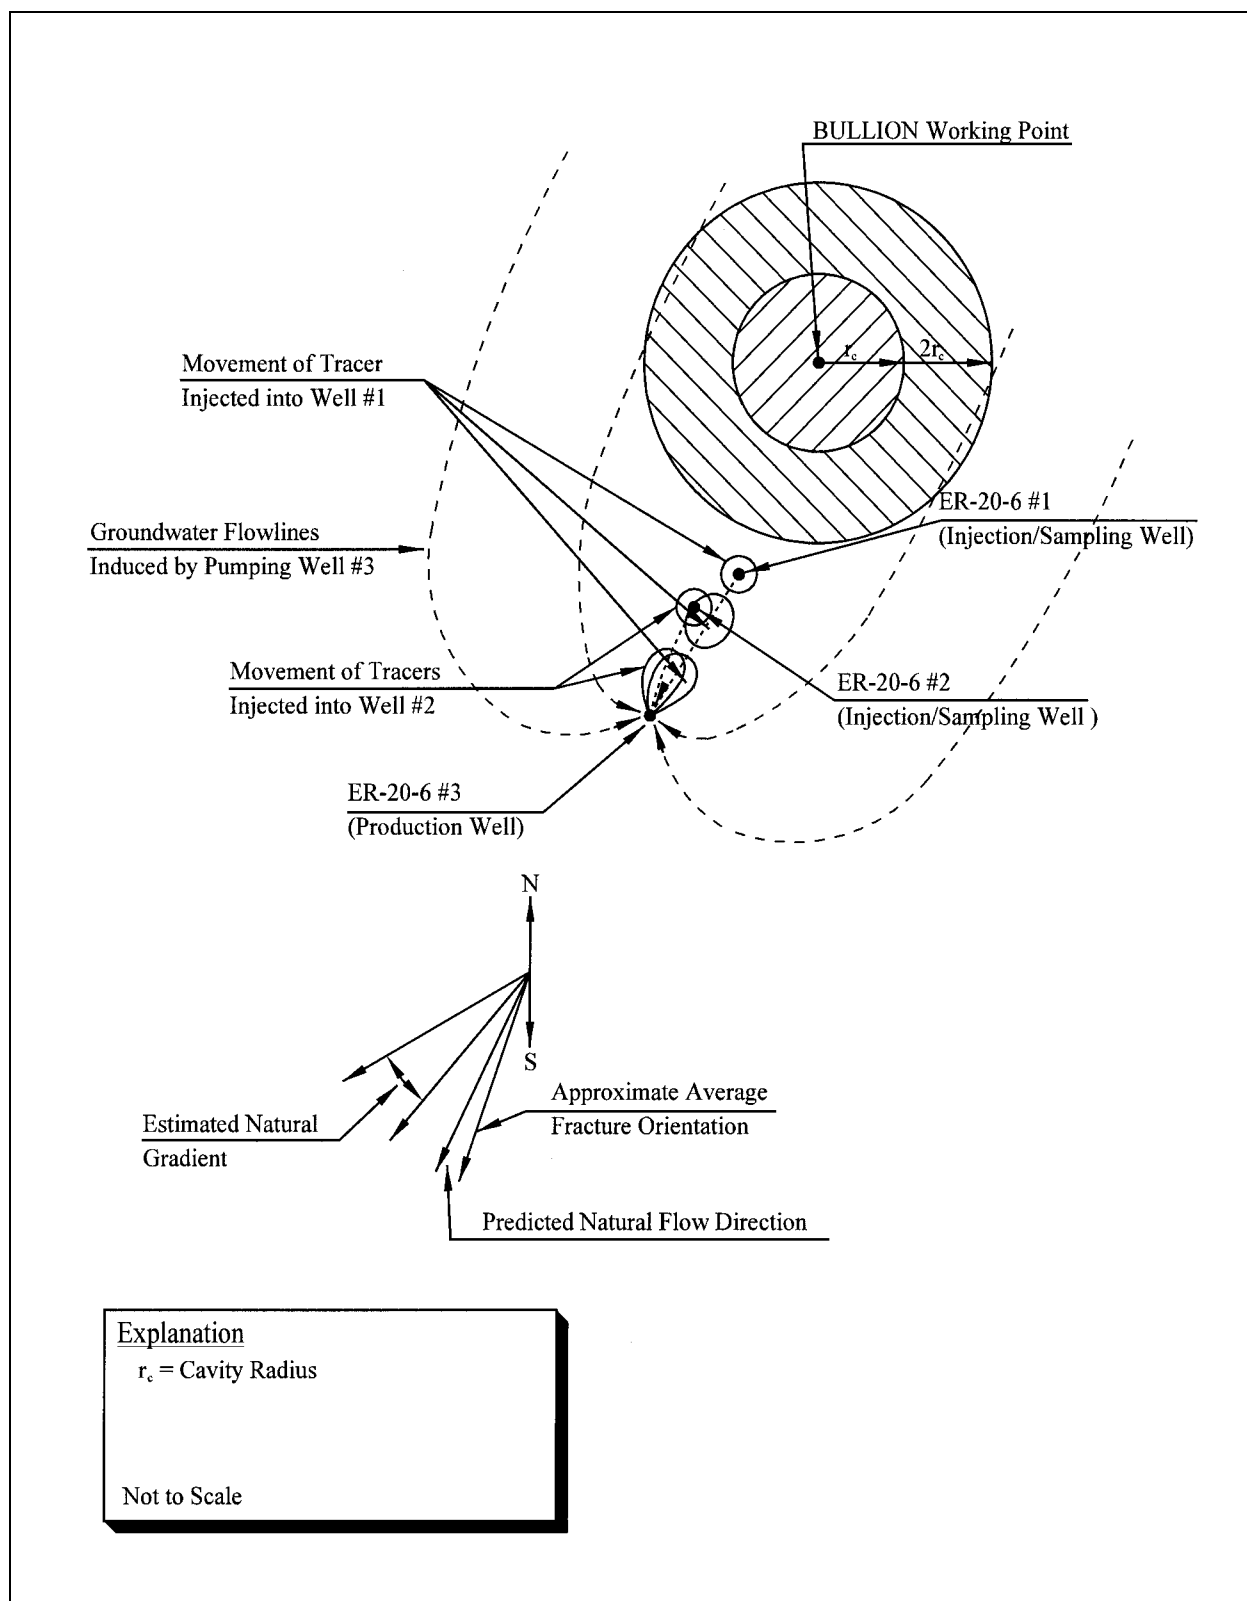 BULLION Working Point
r_c
2r_c
Movement of Tracer
Injected into Well #1
ER-20-6 #1
(Injection/Sampling Well)
Groundwater Flowlines
Induced by Pumping Well #3
Movement of Tracers
Injected into Well #2
ER-20-6 #2
(Injection/Sampling Well )
ER-20-6 #3
(Production Well)
N
S
Approximate Average
Fracture Orientation
Estimated Natural
Gradient
Predicted Natural Flow Direction
Explanation
r_c = Cavity Radius
Not to Scale